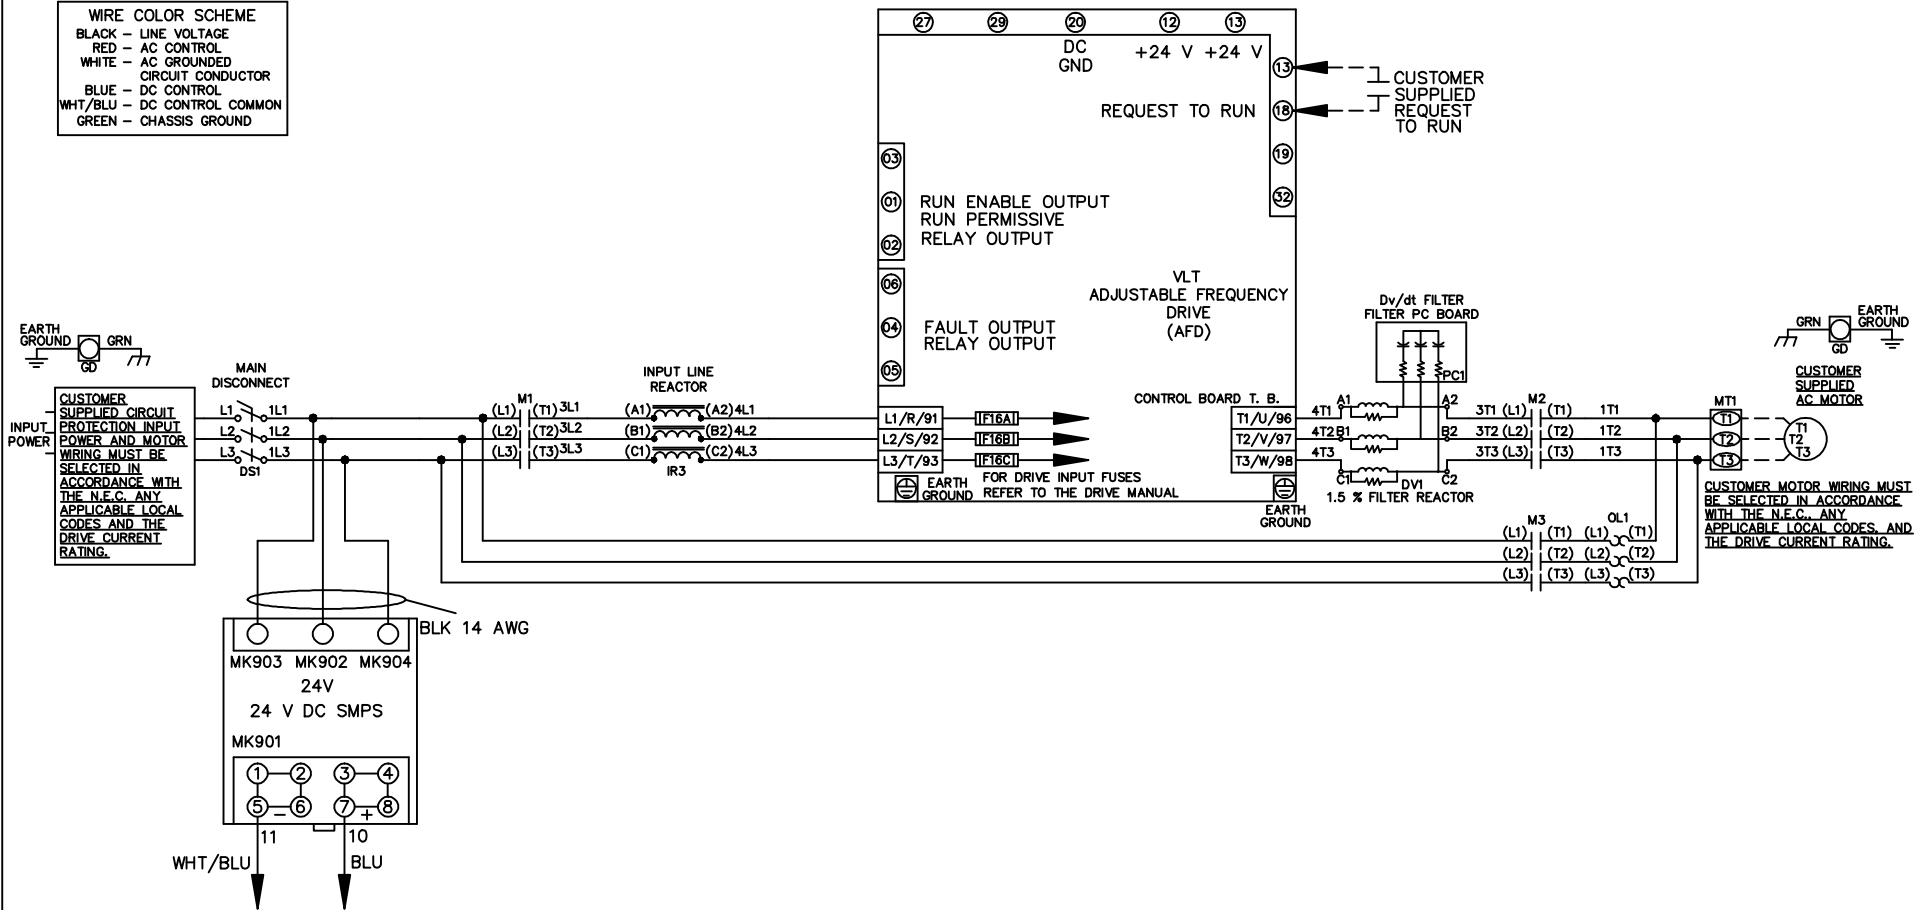 WIRE COLOR SCHEME
BLACK – LINE VOLTAGE
RED – AC CONTROL
WHITE – AC GROUNDED
CIRCUIT CONDUCTOR
BLUE – DC CONTROL
WHT/BLU – DC CONTROL COMMON
GREEN – CHASSIS GROUND
27 29 20 12 13
DC
GND
+24 V +24 V
13
REQUEST TO RUN 18
19
32
CUSTOMER
SUPPLIED
REQUEST
TO RUN
03
01
02
RUN ENABLE OUTPUT
RUN PERMISSIVE
RELAY OUTPUT
06
04
05
FAULT OUTPUT
RELAY OUTPUT
VLT
ADJUSTABLE FREQUENCY
DRIVE
(AFD)
CONTROL BOARD T. B.
L1/R/91 IF16A T1/U/96
L2/S/92 IF16B T2/V/97
L3/T/93 IF16C T3/W/98
EARTH
GROUND
FOR DRIVE INPUT FUSES
REFER TO THE DRIVE MANUAL
EARTH
GROUND
EARTH
GROUND
GRN
GD
INPUT
POWER
CUSTOMER
SUPPLIED CIRCUIT
PROTECTION INPUT
POWER AND MOTOR
WIRING MUST BE
SELECTED IN
ACCORDANCE WITH
THE N.E.C. ANY
APPLICABLE LOCAL
CODES AND THE
DRIVE CURRENT
RATING.
MAIN
DISCONNECT
L1 1L1
L2 1L2
L3 1L3
DS1
M1
(L1) (T1) 3L1
(L2) (T2) 3L2
(L3) (T3) 3L3
INPUT LINE
REACTOR
(A1) (A2) 4L1
(B1) (B2) 4L2
(C1) (C2) 4L3
IR3
Dv/dt FILTER
FILTER PC BOARD
PC1
4T1 A1 A2
4T2 B1 B2
4T3 C1 C2
DV1
1.5 % FILTER REACTOR
M2
3T1 (L1) (T1) 1T1
3T2 (L2) (T2) 1T2
3T3 (L3) (T3) 1T3
MT1
T1
T2
T3
GRN
EARTH
GROUND
GD
CUSTOMER
SUPPLIED
AC MOTOR
T1
T2
T3
CUSTOMER MOTOR WIRING MUST
BE SELECTED IN ACCORDANCE
WITH THE N.E.C., ANY
APPLICABLE LOCAL CODES, AND
THE DRIVE CURRENT RATING.
M3 OL1
(L1) (T1) (L1) (T1)
(L2) (T2) (L2) (T2)
(L3) (T3) (L3) (T3)
BLK 14 AWG
MK903 MK902 MK904
24V
24 V DC SMPS
MK901
1 2 3 4
5 6 7 8
– +
11 10
WHT/BLU BLU